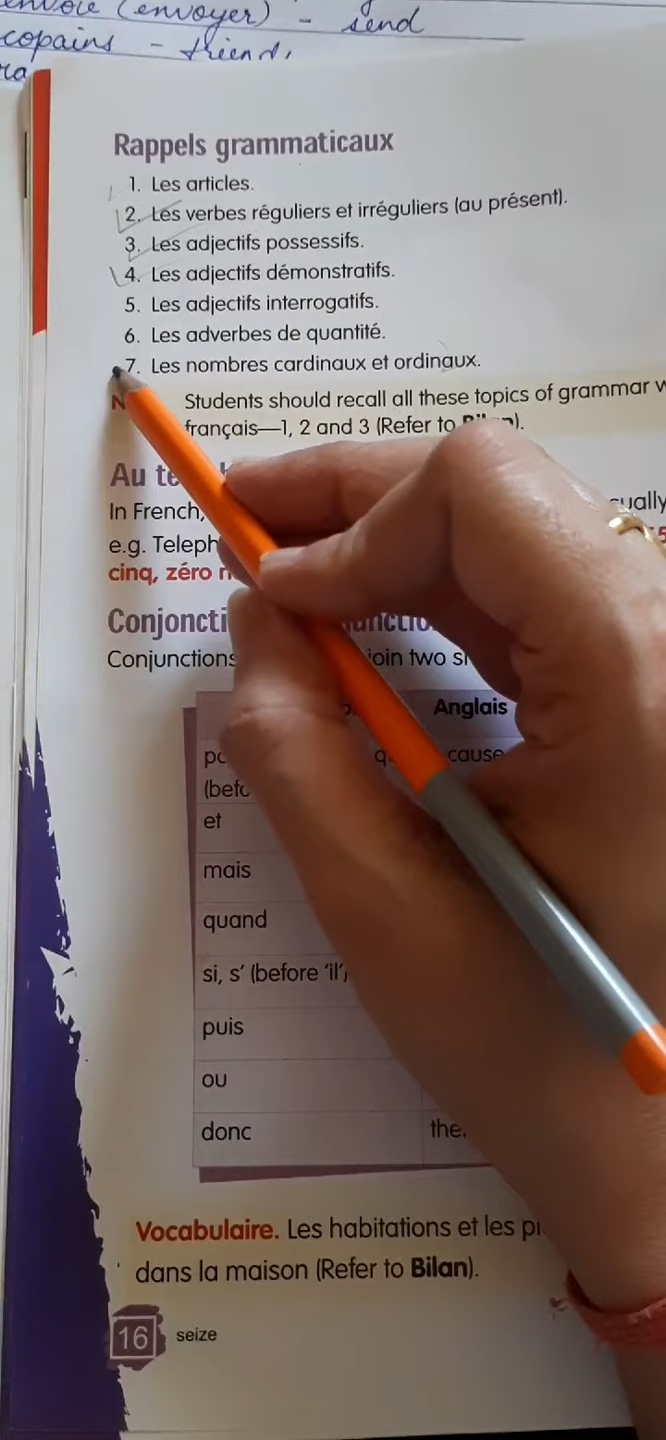 envoie (envoyer) - send
copains - friend
Rappels grammaticaux
1. Les articles.
2. Les verbes réguliers et irréguliers (au présent).
3. Les adjectifs possessifs.
4. Les adjectifs démonstratifs.
5. Les adjectifs interrogatifs.
6. Les adverbes de quantité.
7. Les nombres cardinaux et ordinaux.
Students should recall all these topics of grammar
français—1, 2 and 3 (Refer to
Au
In French,
e.g.
cinq, zéro
Conjunctions join two
Anglais
et
mais
quand
si, s' (before 'il')
puis
ou
donc
Vocabulaire. Les habitations et les
dans la maison (Refer to Bilan).
16 seize